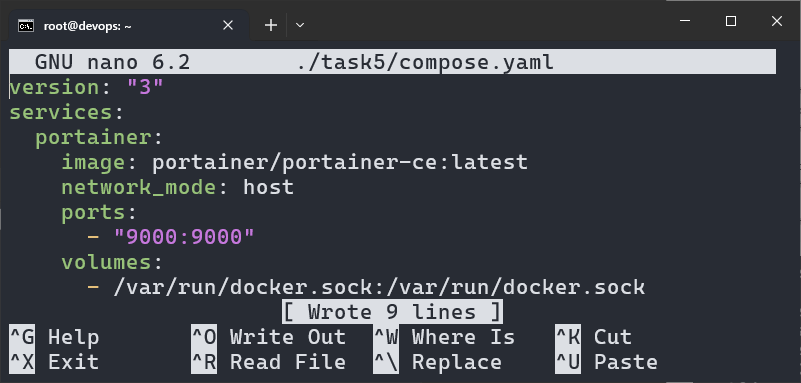 root@devops: ~
GNU nano 6.2 ./task5/compose.yaml
version: "3"
services:
  portainer:
    image: portainer/portainer-ce:latest
    network_mode: host
    ports:
      - "9000:9000"
    volumes:
      - /var/run/docker.sock:/var/run/docker.sock
[ Wrote 9 lines ]
^G Help ^O Write Out ^W Where Is ^K Cut
^X Exit ^R Read File ^\ Replace ^U Paste